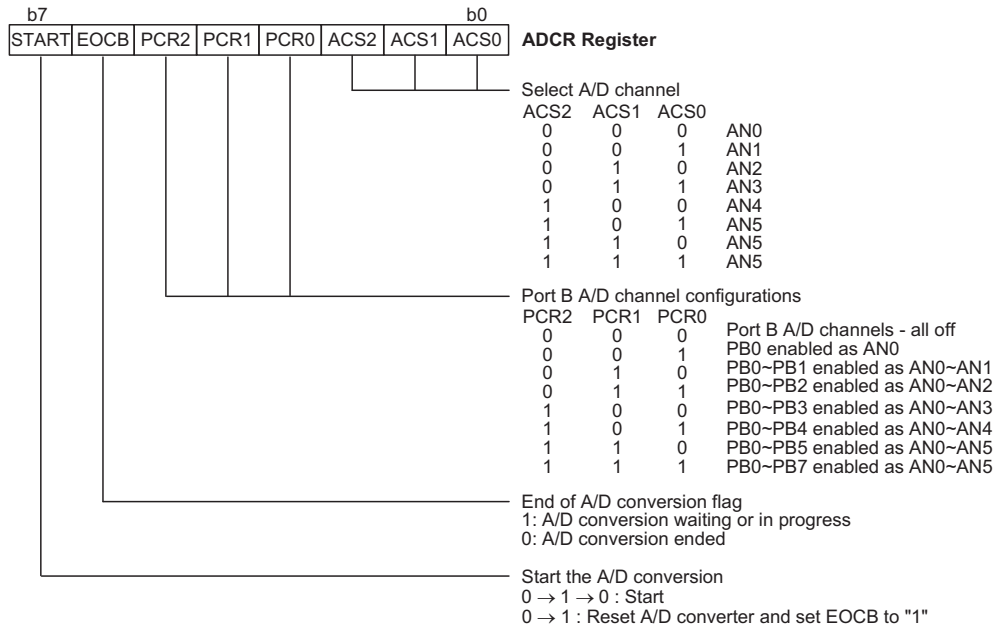 b7 b0
START EOCB PCR2 PCR1 PCR0 ACS2 ACS1 ACS0 ADCR Register
Select A/D channel
ACS2 ACS1 ACS0
0 0 0 AN0
0 0 1 AN1
0 1 0 AN2
0 1 1 AN3
1 0 0 AN4
1 0 1 AN5
1 1 0 AN5
1 1 1 AN5
Port B A/D channel configurations
PCR2 PCR1 PCR0
0 0 0 Port B A/D channels - all off
0 0 1 PB0 enabled as AN0
0 1 0 PB0~PB1 enabled as AN0~AN1
0 1 1 PB0~PB2 enabled as AN0~AN2
1 0 0 PB0~PB3 enabled as AN0~AN3
1 0 1 PB0~PB4 enabled as AN0~AN4
1 1 0 PB0~PB5 enabled as AN0~AN5
1 1 1 PB0~PB7 enabled as AN0~AN5
End of A/D conversion flag
1: A/D conversion waiting or in progress
0: A/D conversion ended
Start the A/D conversion
0 → 1 → 0 : Start
0 → 1 : Reset A/D converter and set EOCB to "1"